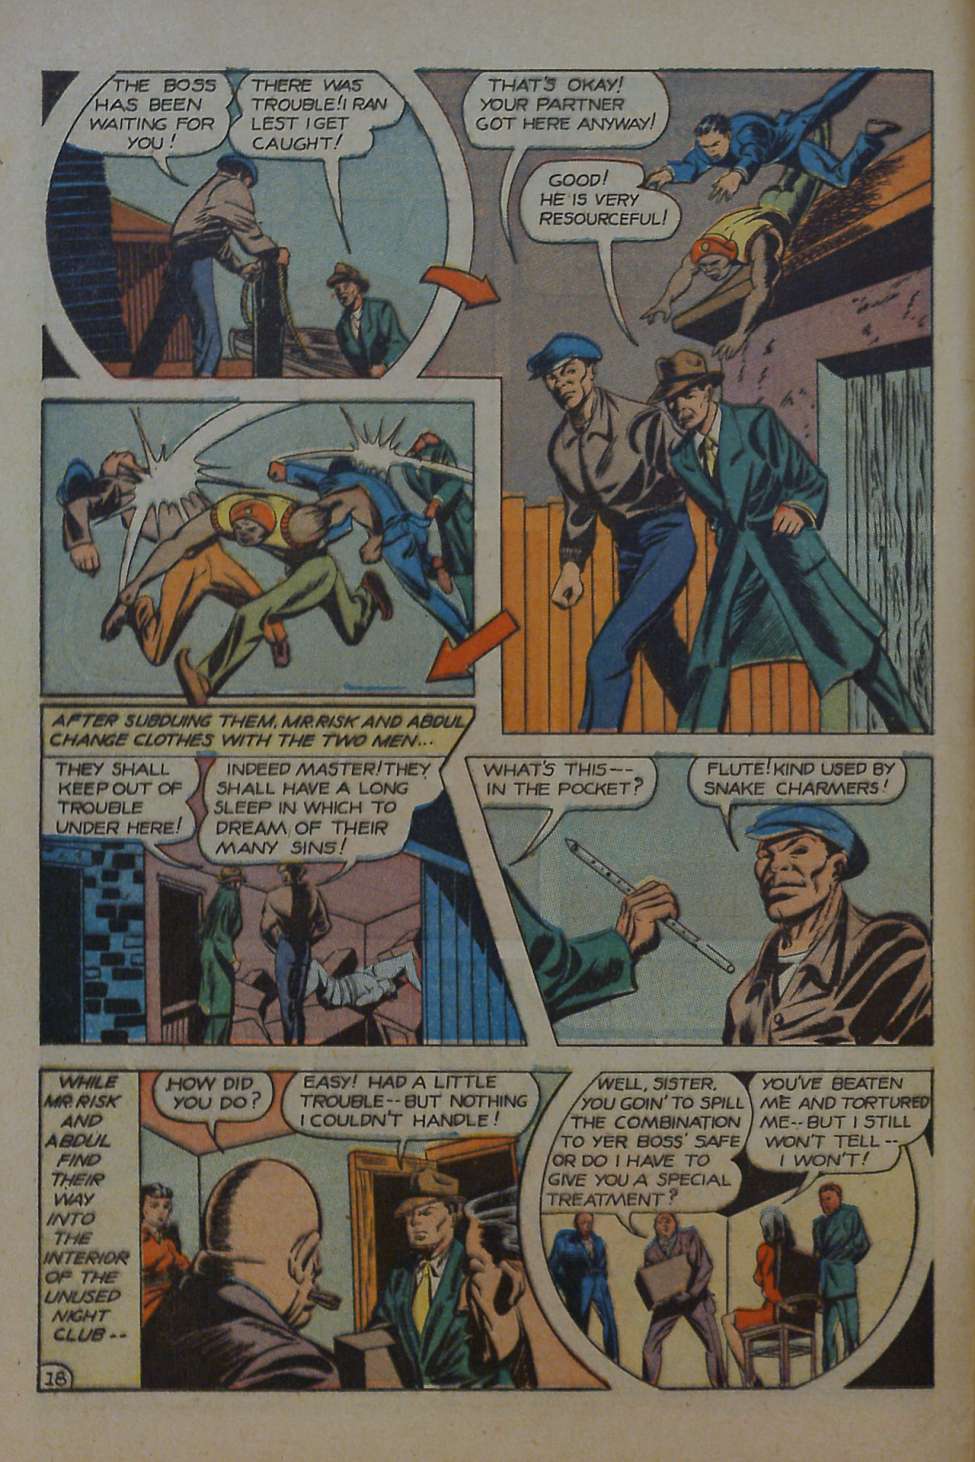 THE BOSS
HAS BEEN
WAITING FOR
YOU!
THERE WAS
TROUBLE! I RAN
LEST I GET
CAUGHT!
THAT'S OKAY!
YOUR PARTNER
GOT HERE ANYWAY!
GOOD!
HE IS VERY
RESOURCEFUL!
AFTER SUBDUING THEM, MR. RISK AND ABDUL
CHANGE CLOTHES WITH THE TWO MEN...
THEY SHALL
KEEP OUT OF
TROUBLE
UNDER HERE!
INDEED MASTER! THEY
SHALL HAVE A LONG
SLEEP IN WHICH TO
DREAM, OF THEIR
MANY SINS!
WHAT'S THIS--
IN THE POCKET?
FLUTE! KIND USED BY
SNAKE CHARMERS!
WHILE
MR. RISK
AND
ABDUL
FIND
THEIR
WAY
INTO
THE
INTERIOR
OF THE
UNUSED
NIGHT
CLUB--
HOW DID
YOU DO?
EASY! HAD A LITTLE
TROUBLE--BUT NOTHING
I COULDN'T HANDLE!
WELL, SISTER,
YOU GOIN' TO SPILL
THE COMBINATION
TO YER BOSS' SAFE
OR DO I HAVE TO
GIVE YOU A SPECIAL
TREATMENT?
YOU'VE BEATEN
ME AND TORTURED
ME--BUT I STILL
WON'T TELL--
I WON'T!
18